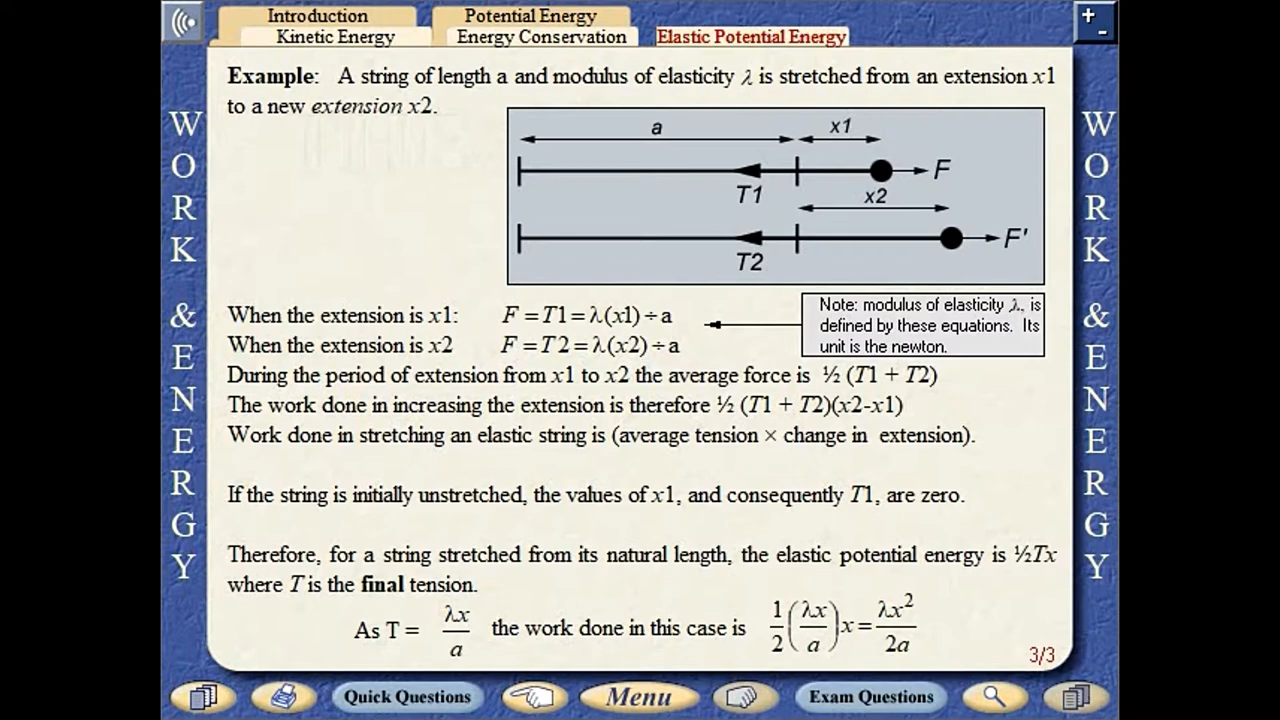 Introduction
Potential Energy
Kinetic Energy
Energy Conservation
Elastic Potential Energy
+
-
WORK & ENERGY
Example: A string of length a and modulus of elasticity λ is stretched from an extension x1
to a new extension x2.
a
x1
T1
F
x2
T2
F'
When the extension is x1: F = T1 = λ(x1) ÷ a
When the extension is x2 F = T2 = λ(x2) ÷ a
Note: modulus of elasticity λ, is
defined by these equations. Its
unit is the newton.
During the period of extension from x1 to x2 the average force is ½ (T1 + T2)
The work done in increasing the extension is therefore ½ (T1 + T2)(x2-x1)
Work done in stretching an elastic string is (average tension × change in extension).
If the string is initially unstretched, the values of x1, and consequently T1, are zero.
Therefore, for a string stretched from its natural length, the elastic potential energy is ½Tx
where T is the final tension.
As T = λx/a the work done in this case is 1/2(λx/a)x = λx²/2a
3/3
WORK & ENERGY
Quick Questions
Menu
Exam Questions